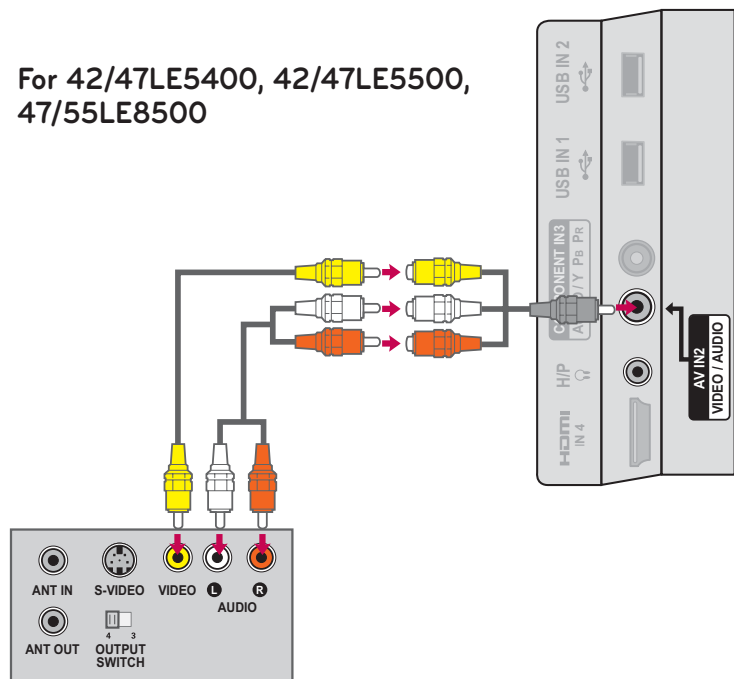 For 42/47LE5400, 42/47LE5500,
47/55LE8500
USB IN 2
USB IN 1
NENT IN3
/ Y PB PR
AV IN2
VIDEO / AUDIO
H/P
HDMI
IN 4
ANT IN
S-VIDEO
VIDEO
L
R
AUDIO
ANT OUT
4 3
OUTPUT
SWITCH